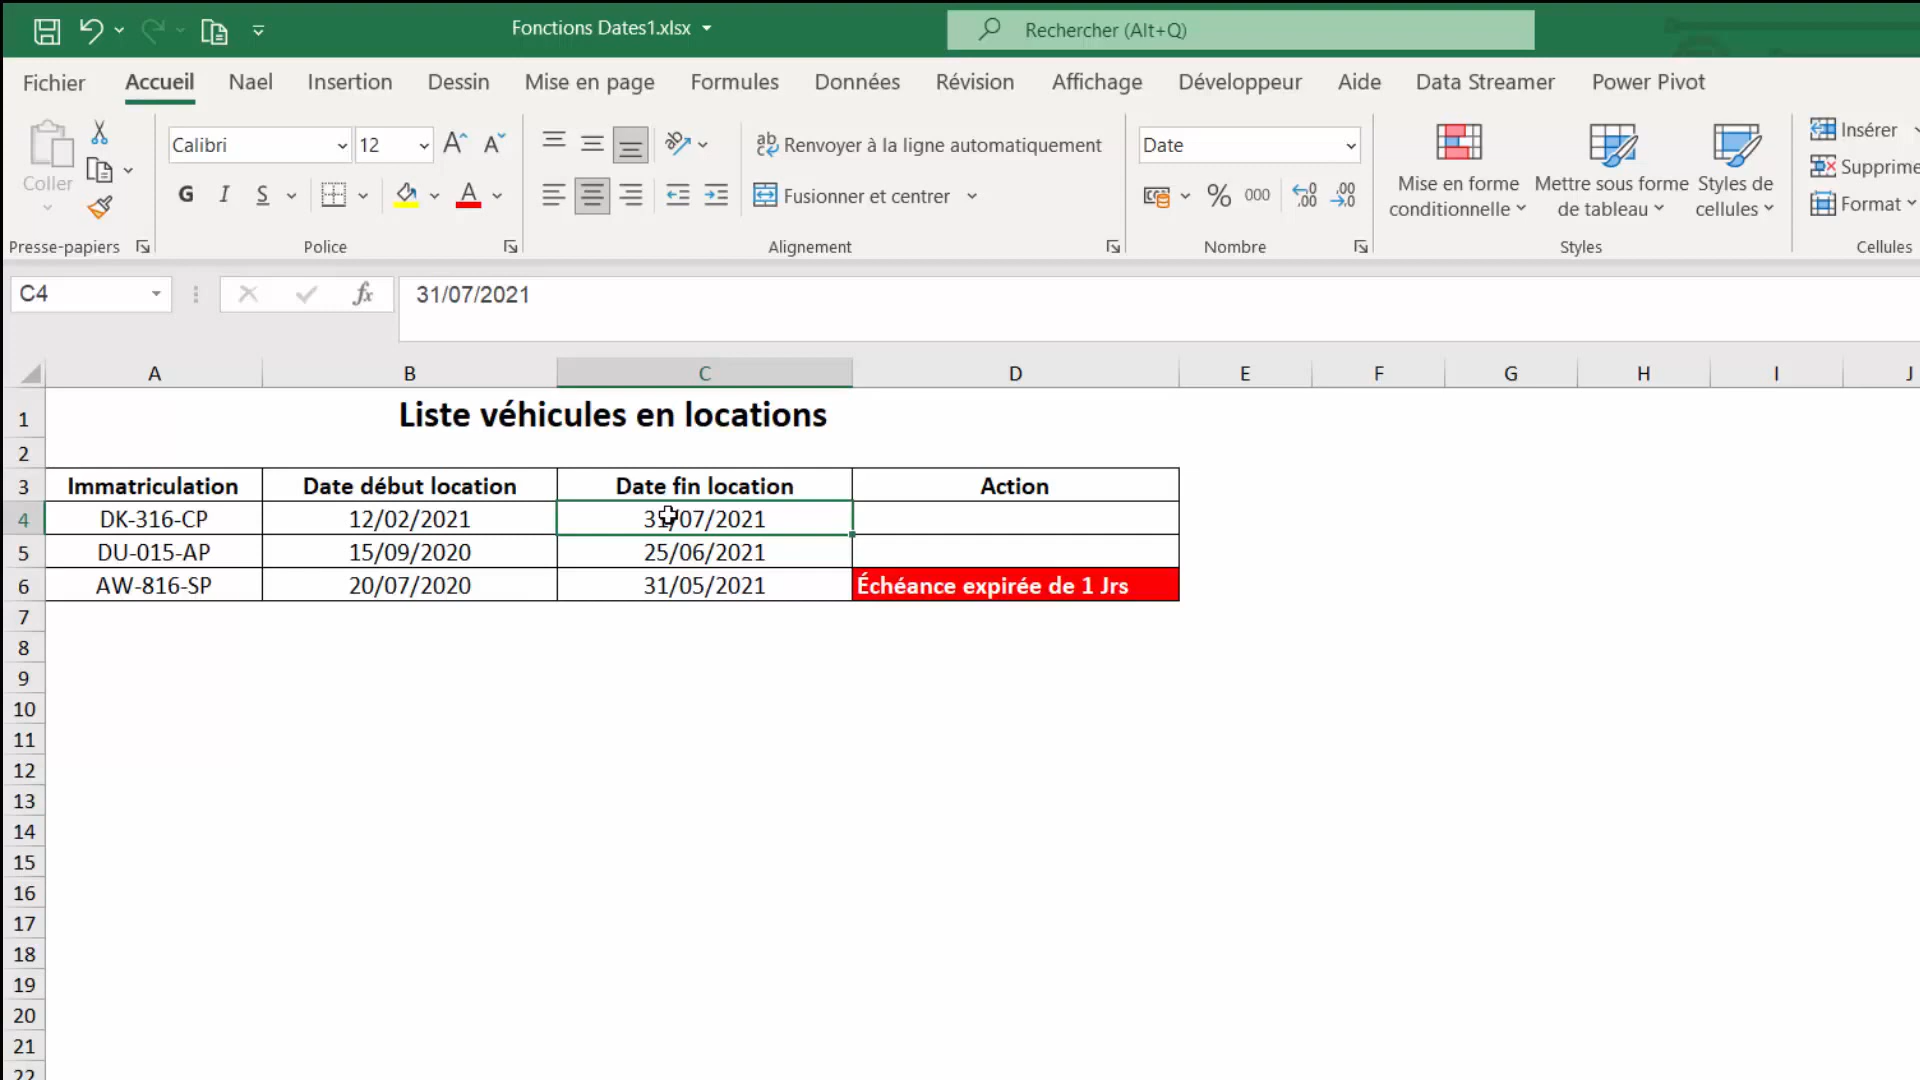 Fonctions Dates1.xlsx
Rechercher (Alt+Q)
Fichier Accueil Nael Insertion Dessin Mise en page Formules Données Révision Affichage Développeur Aide Data Streamer Power Pivot
Calibri 12 Renvoyer à la ligne automatiquement Date Insérer
Coller G I S Fusionner et centrer % 000 Mise en forme conditionnelle Mettre sous forme de tableau Styles de cellules Supprime
Format
Presse-papiers Police Alignement Nombre Styles Cellules
C4 fx 31/07/2021
A B C D E F G H I J
1 Liste véhicules en locations
2
3 Immatriculation Date début location Date fin location Action
4 DK-316-CP 12/02/2021 31/07/2021
5 DU-015-AP 15/09/2020 25/06/2021
6 AW-816-SP 20/07/2020 31/05/2021 Échéance expirée de 1 Jrs
7
8
9
10
11
12
13
14
15
16
17
18
19
20
21
22